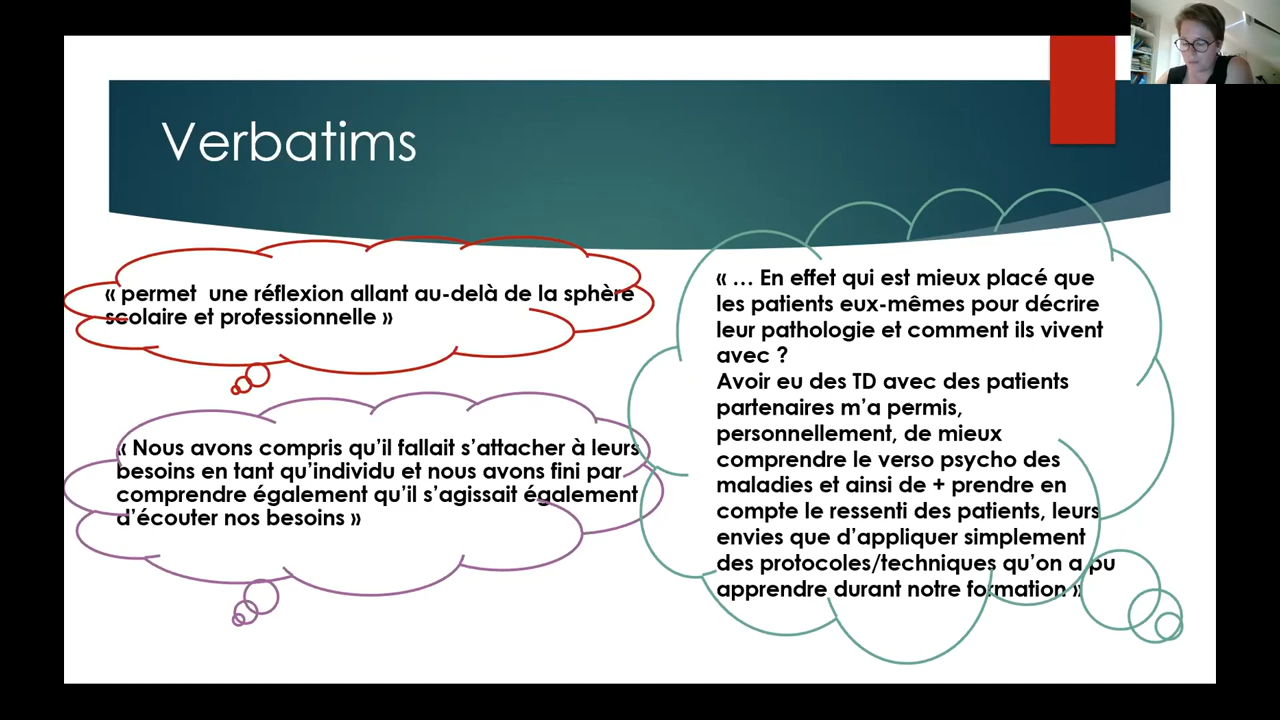 Verbatims
« permet une réflexion allant au-delà de la sphère
scolaire et professionnelle »
« Nous avons compris qu'il fallait s'attacher à leurs
besoins en tant qu'individu et nous avons fini par
comprendre également qu'il s'agissait également
d'écouter nos besoins »
« … En effet qui est mieux placé que
les patients eux-mêmes pour décrire
leur pathologie et comment ils vivent
avec ?
Avoir eu des TD avec des patients
partenaires m'a permis,
personnellement, de mieux
comprendre le verso psycho des
maladies et ainsi de + prendre en
compte le ressenti des patients, leurs
envies que d'appliquer simplement
des protocoles/techniques qu'on a pu
apprendre durant notre formation »